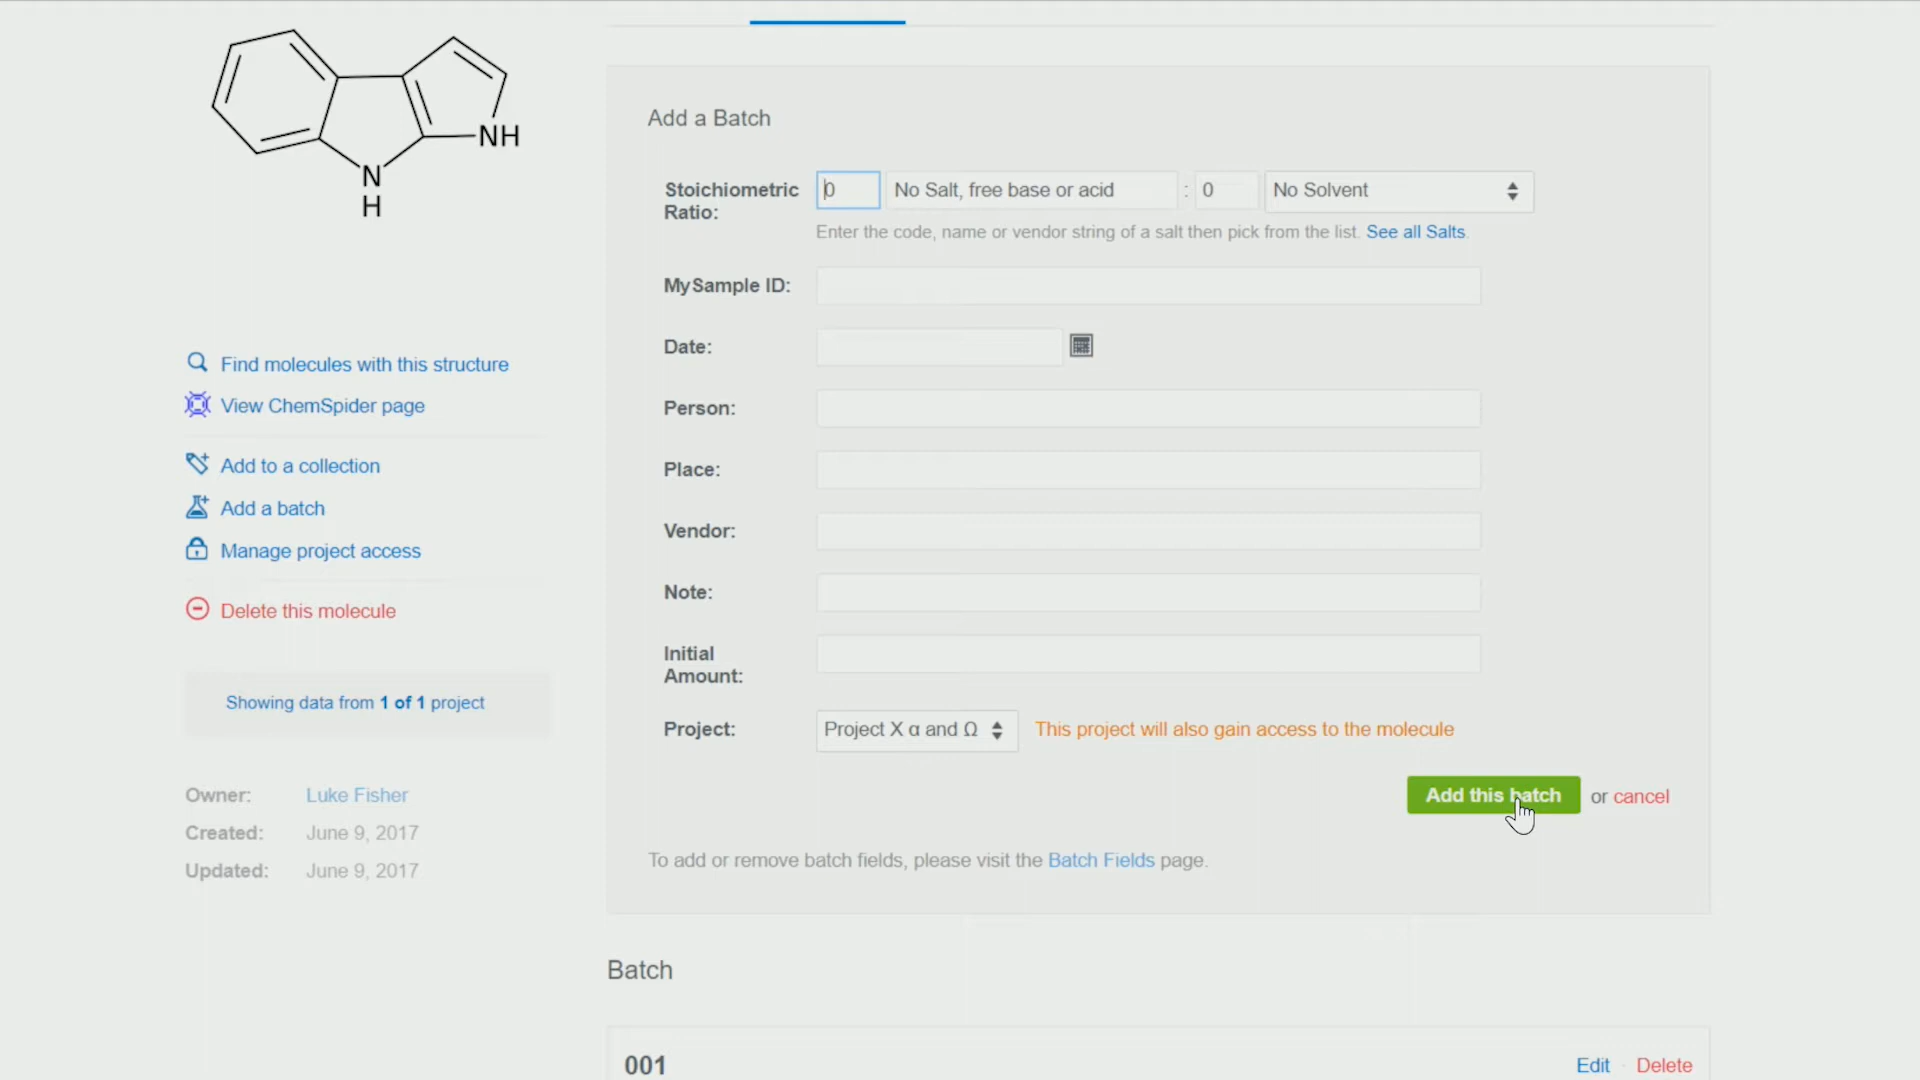 NH
N
H
Find molecules with this structure
View ChemSpider page
Add to a collection
Add a batch
Manage project access
Delete this molecule
Showing data from 1 of 1 project
Owner: Luke Fisher
Created: June 9, 2017
Updated: June 9, 2017
Add a Batch
Stoichiometric Ratio: 0 No Salt, free base or acid : 0 No Solvent
Enter the code, name or vendor string of a salt then pick from the list. See all Salts.
MySample ID:
Date:
Person:
Place:
Vendor:
Note:
Initial Amount:
Project: Project X α and Ω This project will also gain access to the molecule
Add this batch or cancel
To add or remove batch fields, please visit the Batch Fields page.
Batch
001 Edit Delete